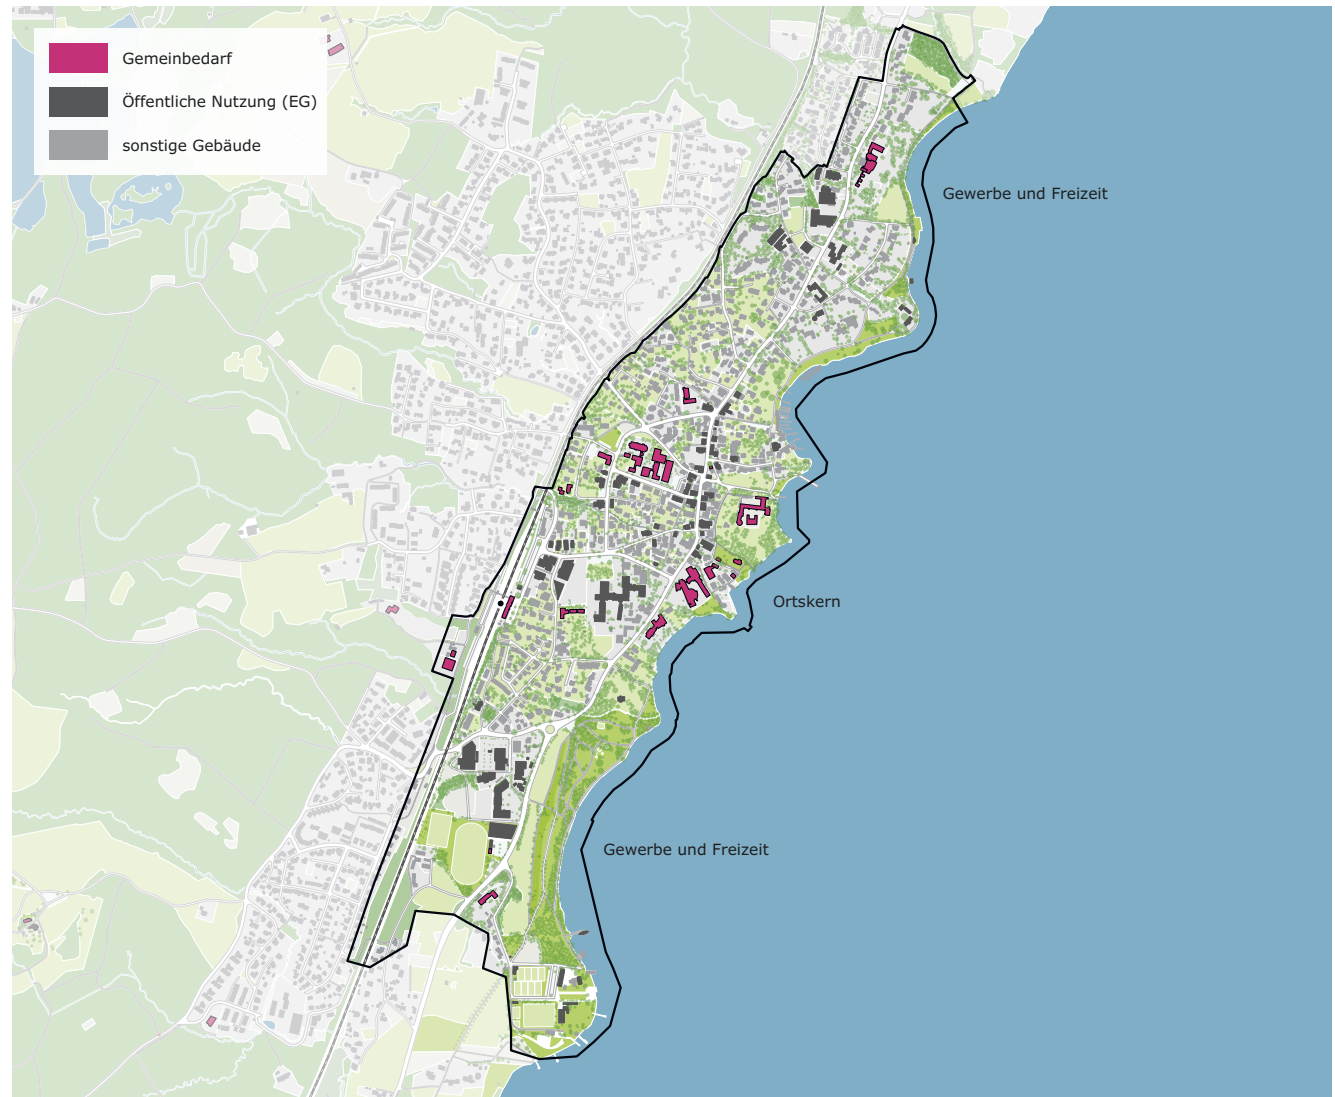 Gemeinbedarf
Öffentliche Nutzung (EG)
sonstige Gebäude
Gewerbe und Freizeit
Ortskern
Gewerbe und Freizeit